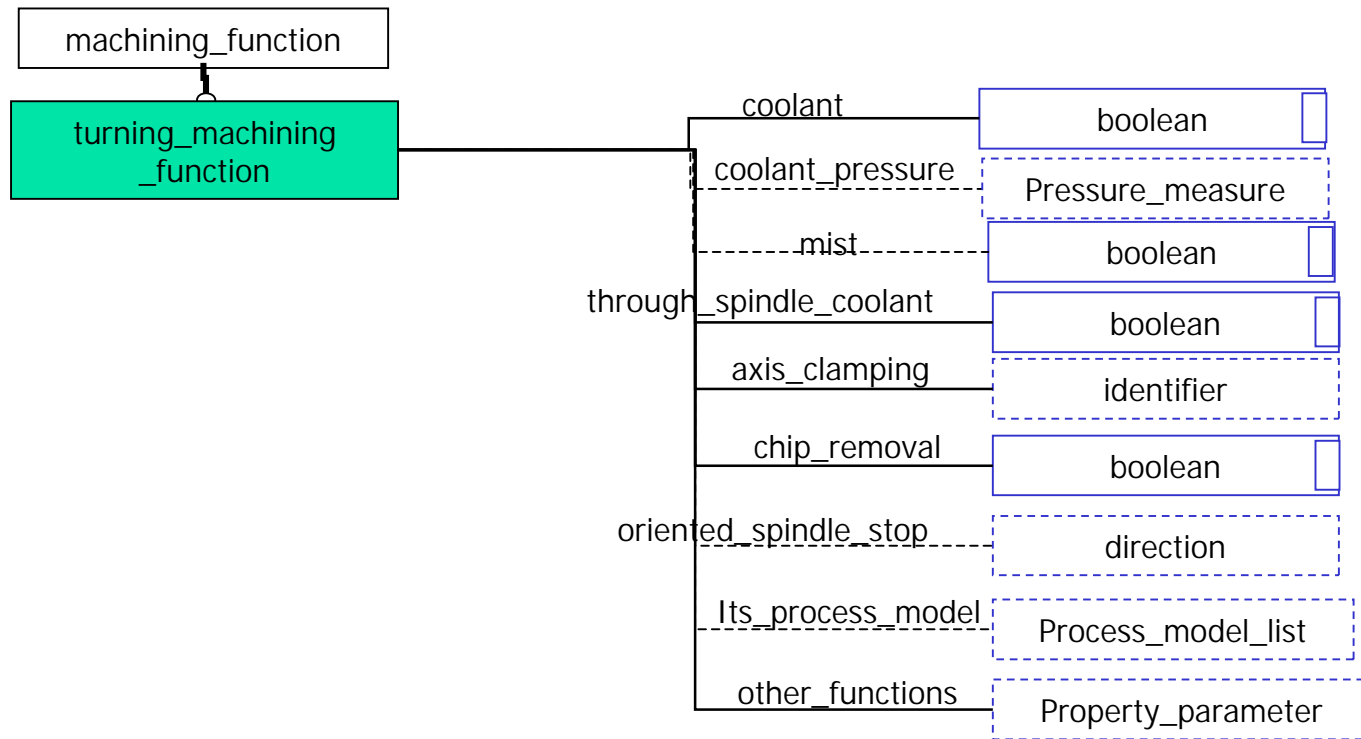 machining_function
turning_machining
_function
coolant
boolean
coolant_pressure
Pressure_measure
mist
boolean
through_spindle_coolant
boolean
axis_clamping
identifier
chip_removal
boolean
oriented_spindle_stop
direction
Its_process_model
Process_model_list
other_functions
Property_parameter